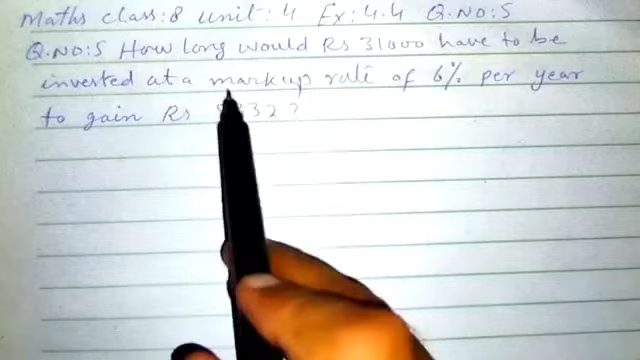 Maths class:8 Unit:4 Ex:4.4 Q.NO:5
Q.NO:5 How long would Rs 31000 have to be
invested at a markup rate of 6% per year
to gain Rs